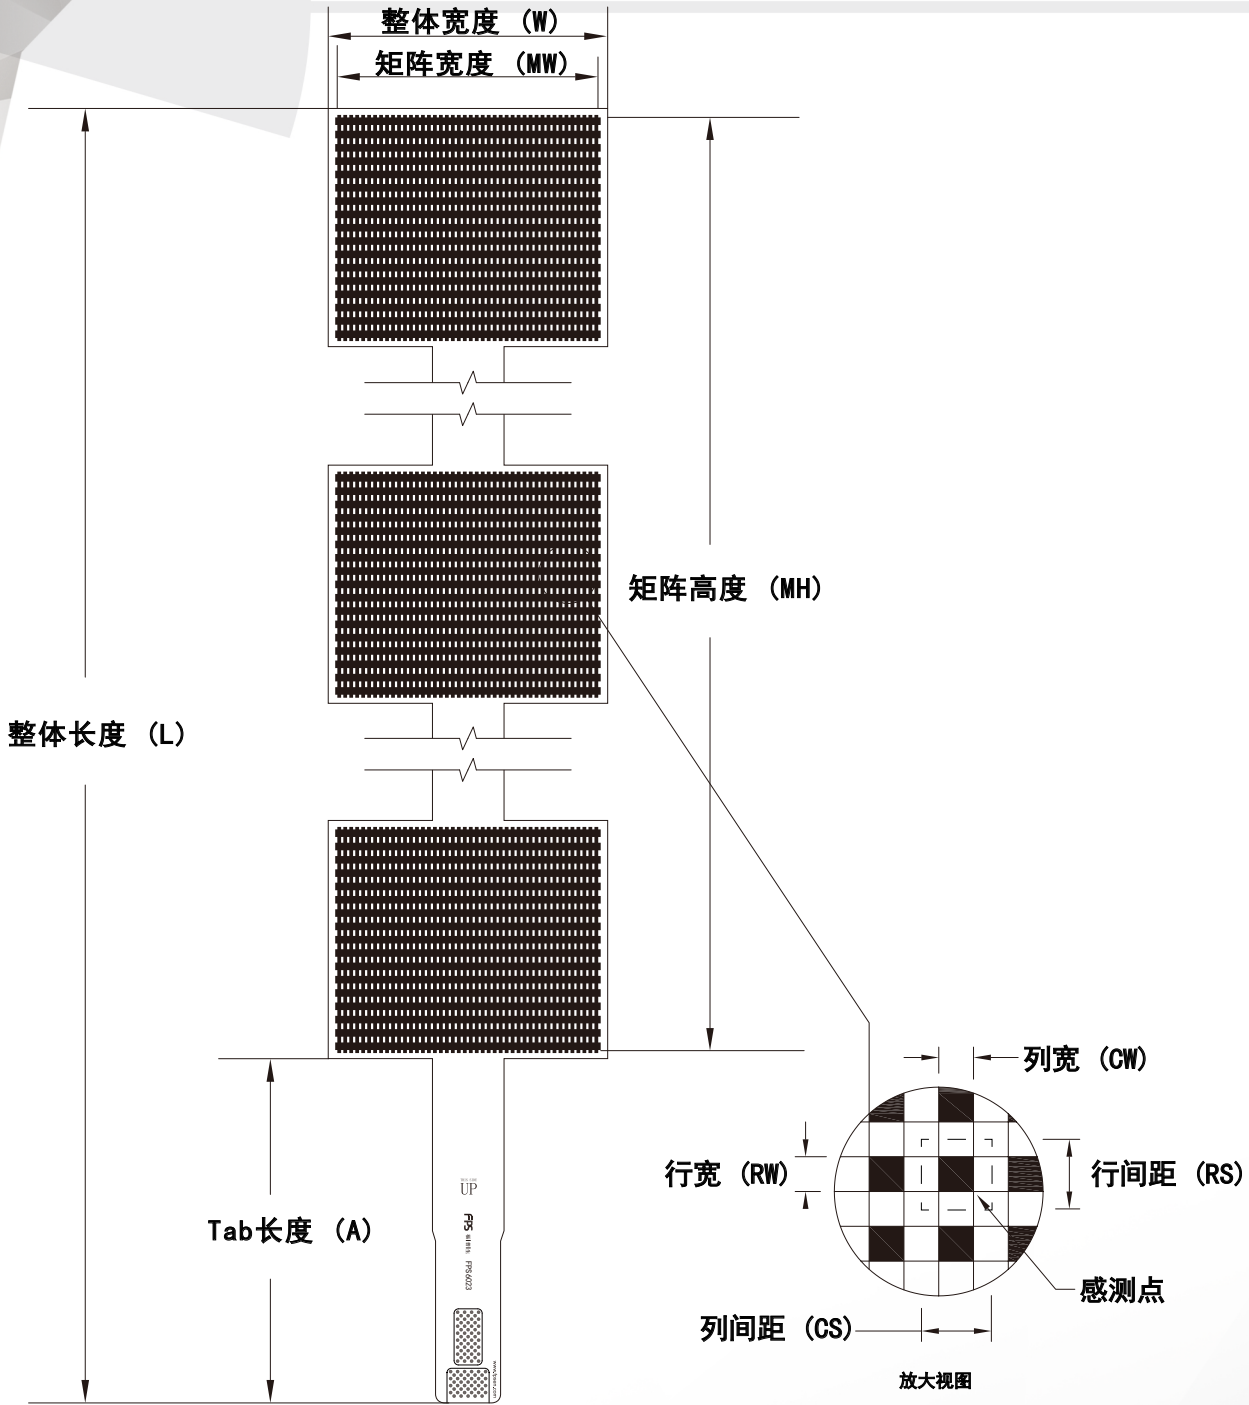 整体宽度 (W)
矩阵宽度 (MW)
矩阵高度 (MH)
整体长度 (L)
列宽 (CW)
行宽 (RW)
行间距 (RS)
UP
Tab长度 (A)
FPS
FPS6023
感测点
列间距 (CS)
放大视图